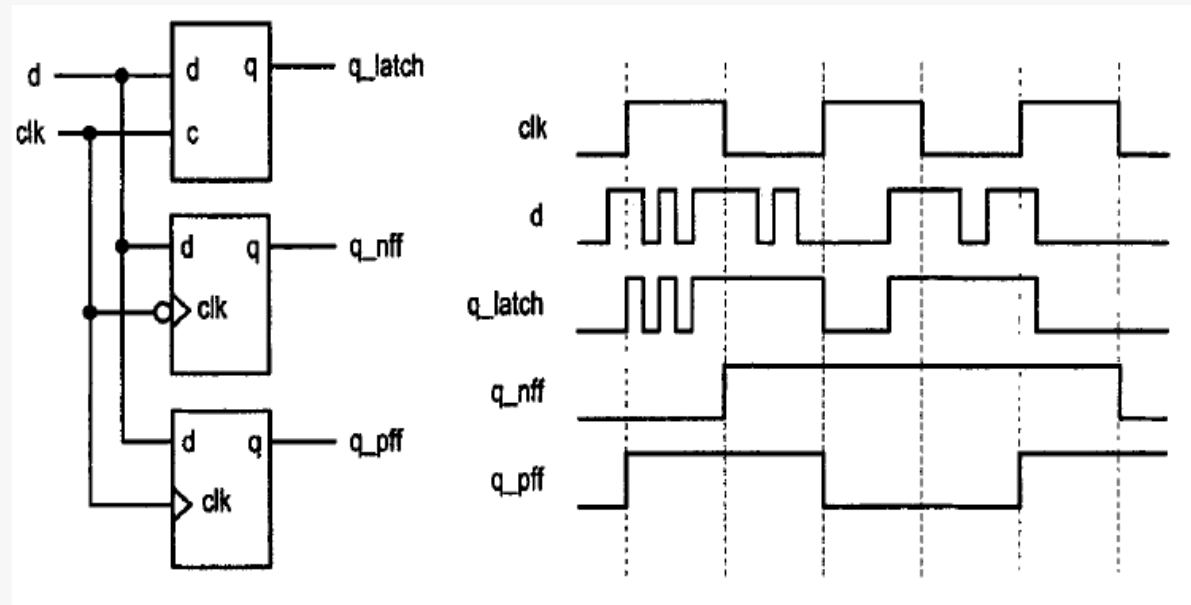 d
clk
d q
c
q_latch
d q
clk
q_nff
d q
clk
q_pff
clk
d
q_latch
q_nff
q_pff